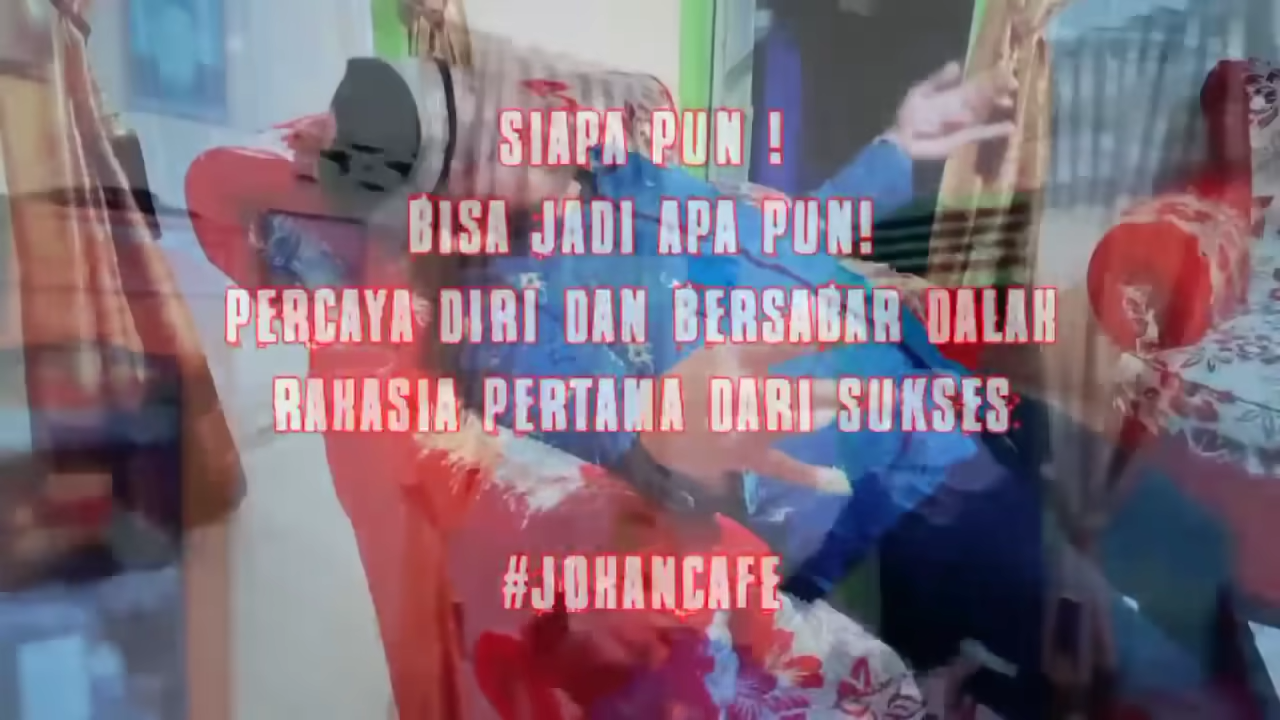 SIAPA PUN !
BISA JADI APA PUN!
PERCAYA DIRI DAN BERSABAR DALAH
RAHASIA PERTAMA DARI SUKSES
#JOHANCAFE